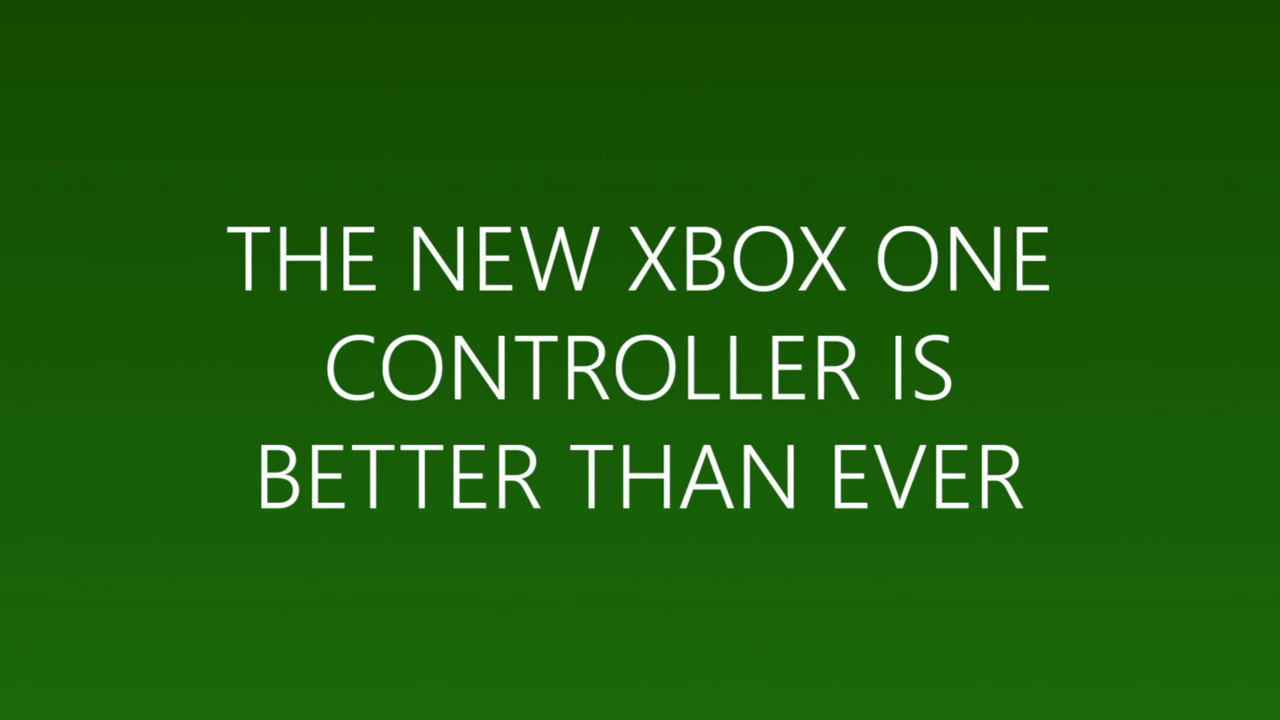 THE NEW XBOX ONE
CONTROLLER IS
BETTER THAN EVER